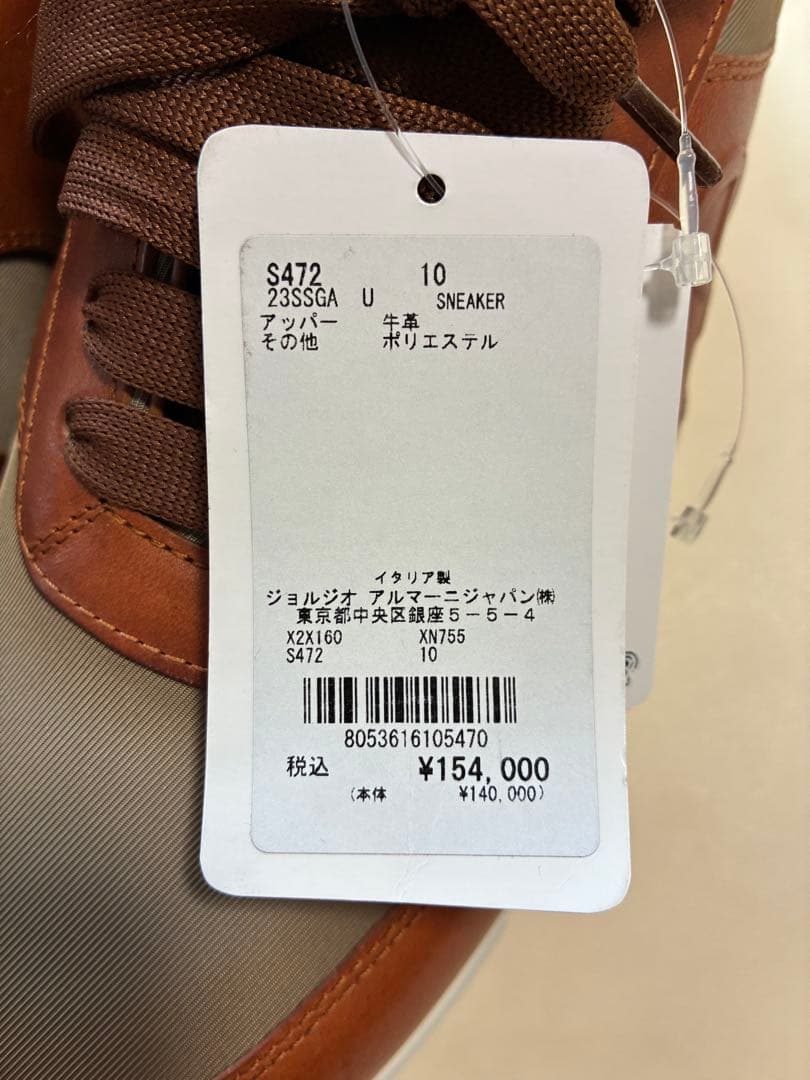 S472 10
23SSGA U SNEAKER
アッパー 牛革
その他 ポリエステル
イタリア製
ジョルジオ アルマーニジャパン㈱
東京都中央区銀座5-5-4
X2X160 XN755
S472 10
8053616105470
税込 ¥154,000
(本体 ¥140,000)